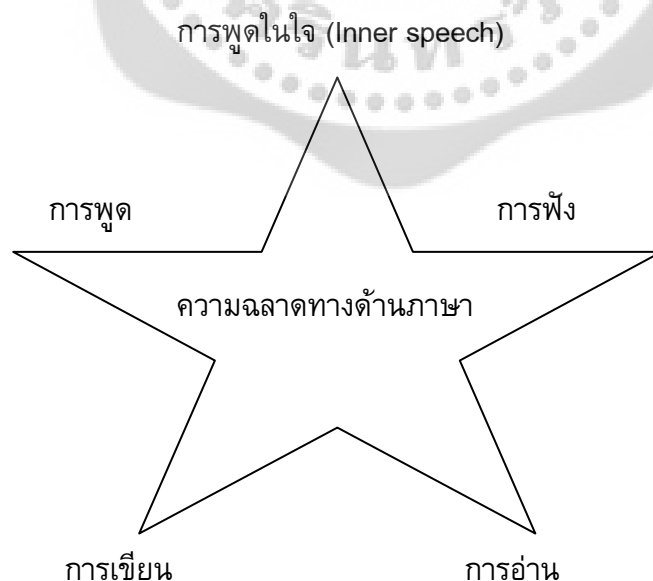 การพูดในใจ (Inner speech)
การพูด
การฟัง
ความฉลาดทางด้านภาษา
การเขียน
การอ่าน